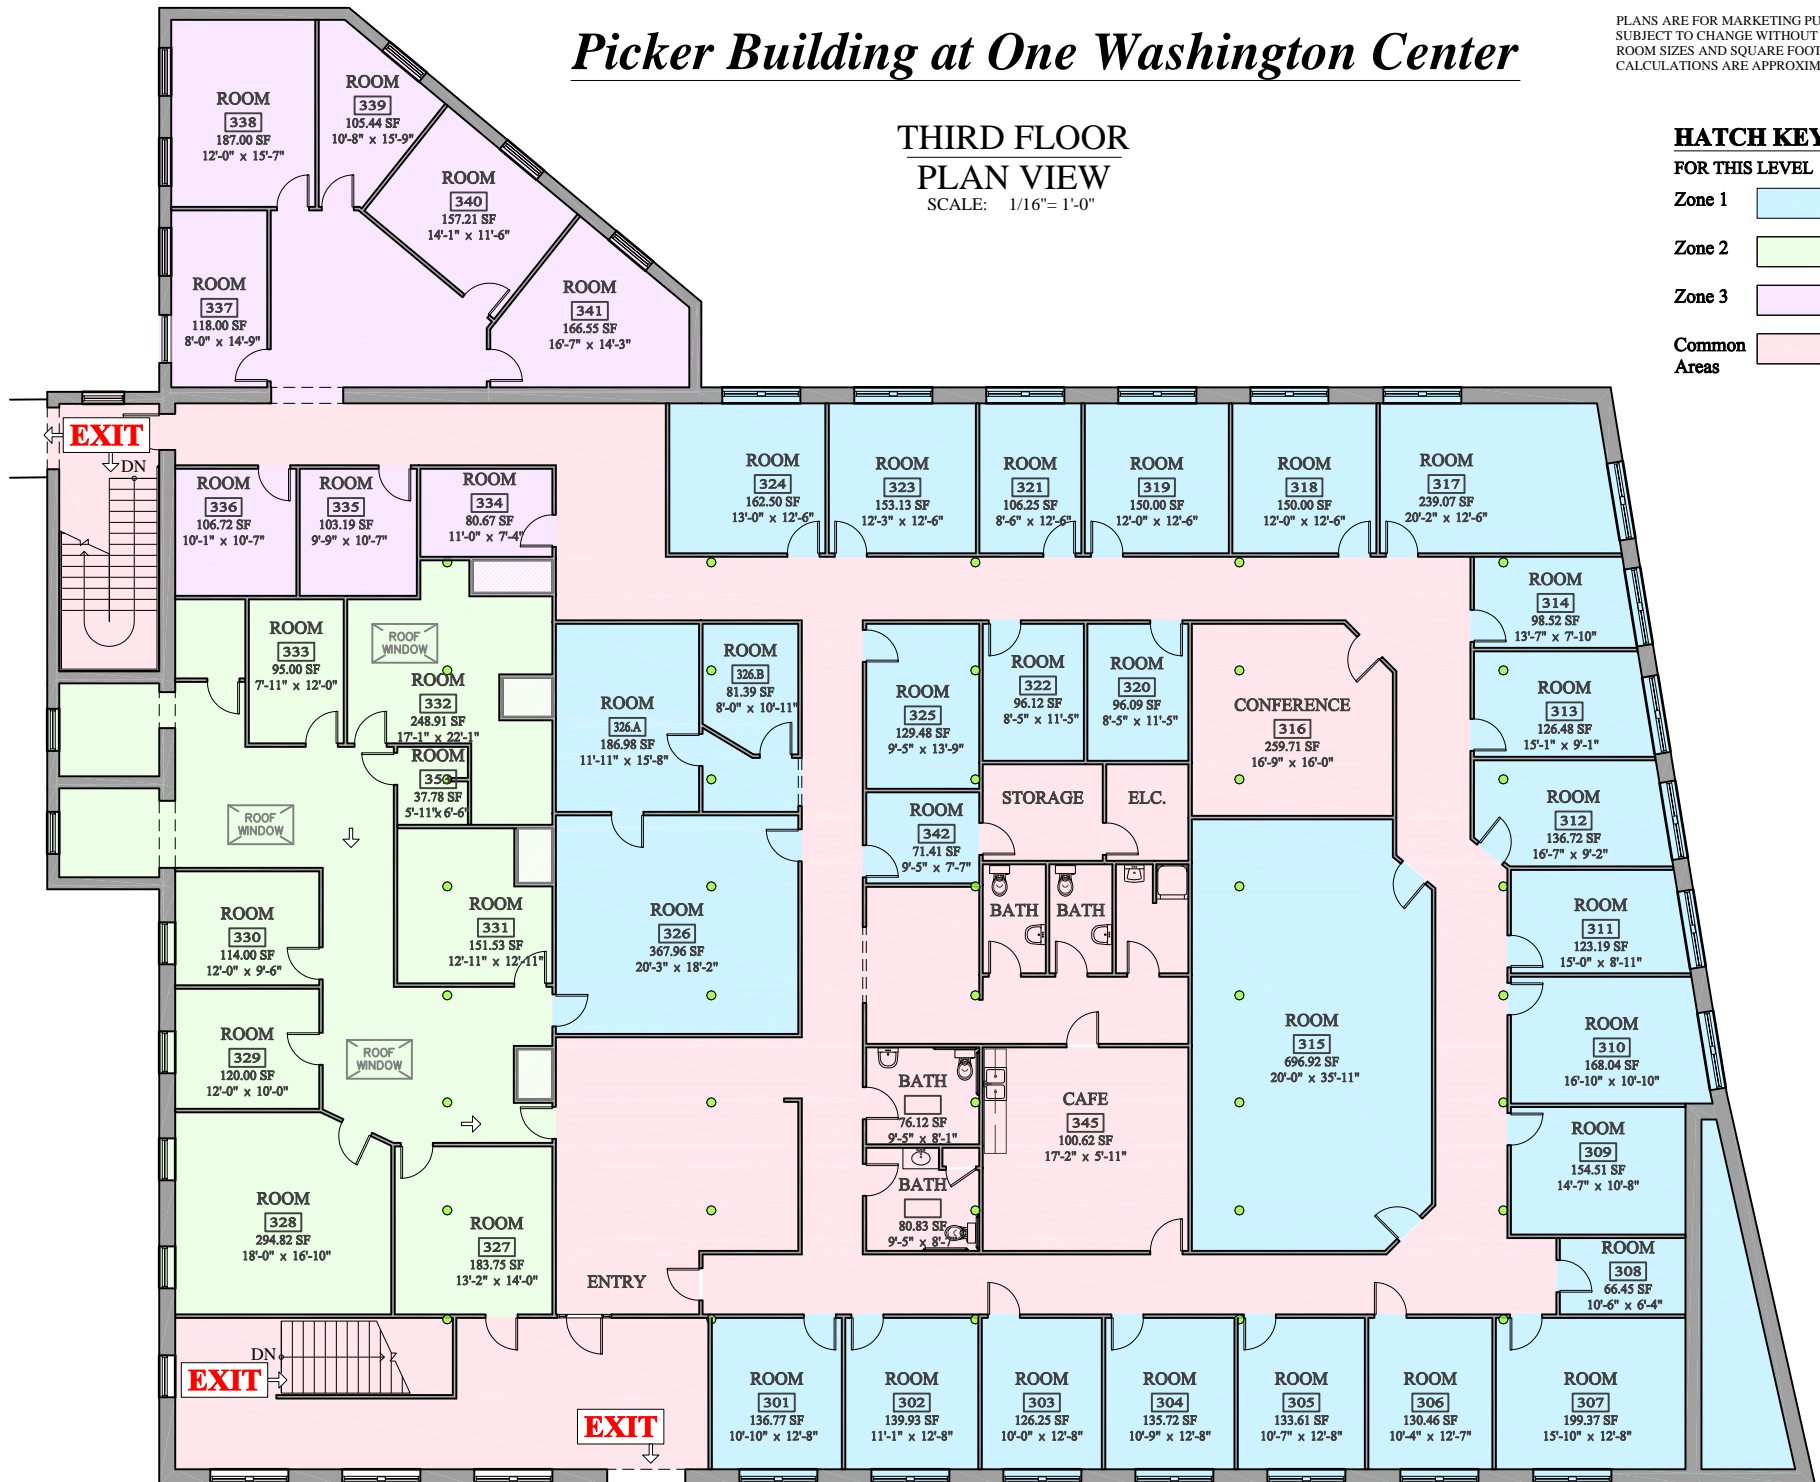 Picker Building at One Washington Center
PLANS ARE FOR MARKETING PU
SUBJECT TO CHANGE WITHOUT
ROOM SIZES AND SQUARE FOOT
CALCULATIONS ARE APPROXIM
THIRD FLOOR
PLAN VIEW
SCALE: 1/16"= 1'-0"
HATCH KEY
FOR THIS LEVEL
Zone 1
Zone 2
Zone 3
Common
Areas
ROOM
338
187.00 SF
12'-0" x 15'-7"
ROOM
339
105.44 SF
10'-8" x 15'-9"
ROOM
340
157.21 SF
14'-1" x 11'-6"
ROOM
337
118.00 SF
8'-0" x 14'-9"
ROOM
341
166.55 SF
16'-7" x 14'-3"
EXIT
DN
ROOM
336
106.72 SF
10'-1" x 10'-7"
ROOM
335
103.19 SF
9'-9" x 10'-7"
ROOM
334
80.67 SF
11'-0" x 7'-4"
ROOM
324
162.50 SF
13'-0" x 12'-6"
ROOM
323
153.13 SF
12'-3" x 12'-6"
ROOM
321
106.25 SF
8'-6" x 12'-6"
ROOM
319
150.00 SF
12'-0" x 12'-6"
ROOM
318
150.00 SF
12'-0" x 12'-6"
ROOM
317
239.07 SF
20'-2" x 12'-6"
ROOM
314
98.52 SF
13'-7" x 7'-10"
ROOM
333
95.00 SF
7'-11" x 12'-0"
ROOF
WINDOW
ROOM
332
248.91 SF
17'-1" x 22'-1"
ROOM
326.A
186.98 SF
11'-11" x 15'-8"
ROOM
326.B
81.39 SF
8'-0" x 10'-11"
ROOM
325
129.48 SF
9'-5" x 13'-9"
ROOM
322
96.12 SF
8'-5" x 11'-5"
ROOM
320
96.09 SF
8'-5" x 11'-5"
CONFERENCE
316
259.71 SF
16'-9" x 16'-0"
ROOM
313
126.48 SF
15'-1" x 9'-1"
ROOM
37.78 SF
5'-11"x 6'-6"
ROOF
WINDOW
STORAGE
ELC.
ROOM
312
136.72 SF
16'-7" x 9'-2"
ROOM
342
71.41 SF
9'-5" x 7'-7"
ROOM
330
114.00 SF
12'-0" x 9'-6"
ROOM
331
151.53 SF
12'-11" x 12'-11"
ROOM
326
367.96 SF
20'-3" x 18'-2"
BATH
BATH
ROOM
311
123.19 SF
15'-0" x 8'-11"
ROOM
329
120.00 SF
12'-0" x 10'-0"
ROOF
WINDOW
ROOM
315
696.92 SF
20'-0" x 35'-11"
ROOM
310
168.04 SF
16'-10" x 10'-10"
BATH
76.12 SF
9'-5" x 8'-1"
CAFE
345
100.62 SF
17'-2" x 5'-11"
ROOM
309
154.51 SF
14'-7" x 10'-8"
ROOM
328
294.82 SF
18'-0" x 16'-10"
ROOM
327
183.75 SF
13'-2" x 14'-0"
BATH
80.83 SF
9'-5" x 8'-7"
ENTRY
ROOM
308
66.45 SF
10'-6" x 6'-4"
DN
EXIT
EXIT
ROOM
301
136.77 SF
10'-10" x 12'-8"
ROOM
302
139.93 SF
11'-1" x 12'-8"
ROOM
303
126.25 SF
10'-0" x 12'-8"
ROOM
304
135.72 SF
10'-9" x 12'-8"
ROOM
305
133.61 SF
10'-7" x 12'-8"
ROOM
306
130.46 SF
10'-4" x 12'-7"
ROOM
307
199.37 SF
15'-10" x 12'-8"